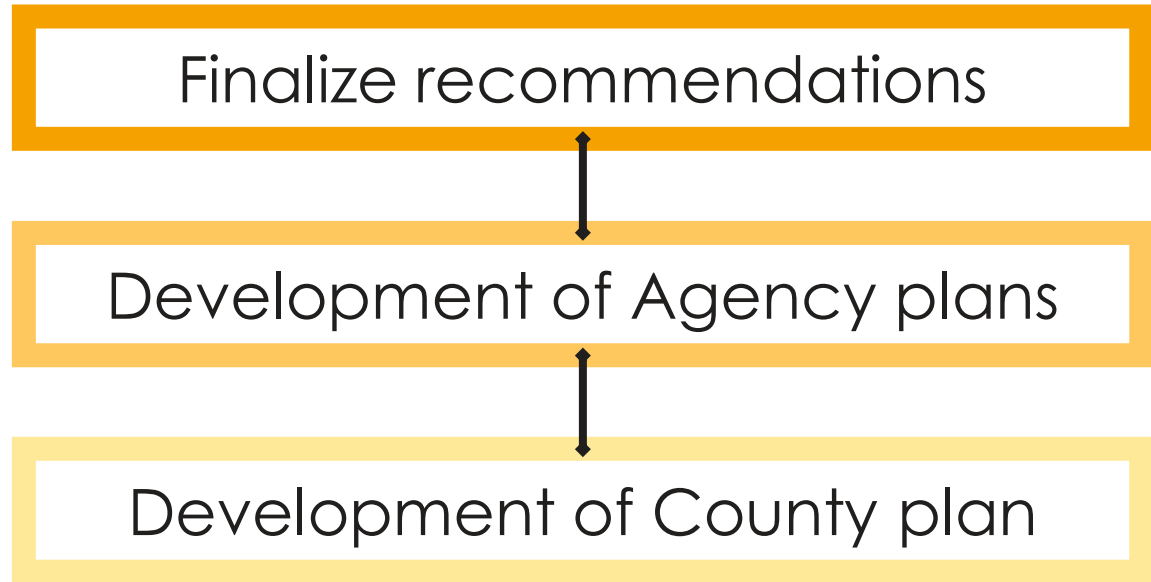 Finalize recommendations
Development of Agency plans
Development of County plan